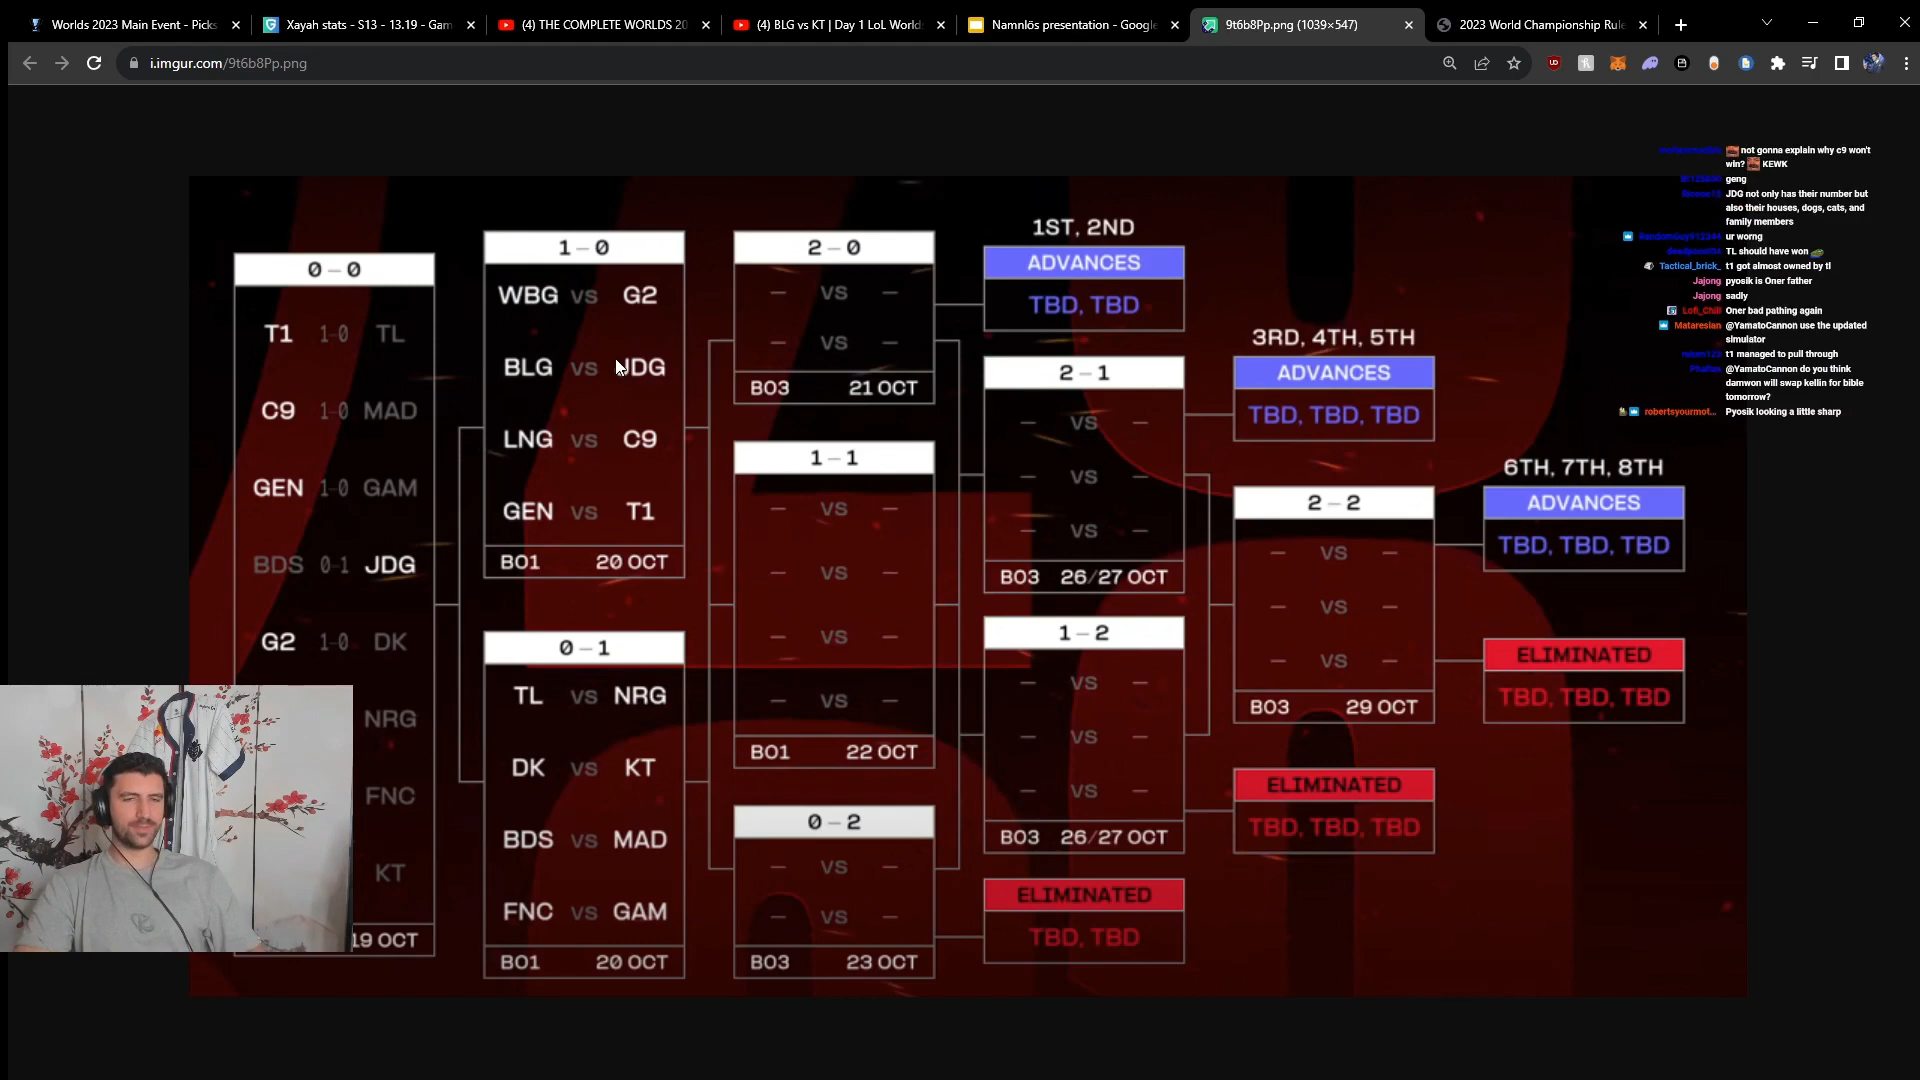 Worlds 2023 Main Event - Picks
Xayah stats - S13 - 13.19 - Gam
(4) THE COMPLETE WORLDS 20
(4) BLG vs KT | Day 1 LoL World
Namnlös presentation - Google
9t6b8Pp.png (1039×547)
2023 World Championship Rule
i.imgur.com/9t6b8Pp.png
not gonna explain why c9 won't
win? KEWK
geng
JDG not only has their number but
also their houses, dogs, cats, and
family members
ur worng
TL should have won
Tactical_brick_ t1 got almost owned by tl
Jajong pyosik is Oner father
Jajong sadly
Lofi_Chill Oner bad pathing again
Mataresian @YamatoCannon use the updated
simulator
t1 managed to pull through
@YamatoCannon do you think
damwon will swap kellin for bible
tomorrow?
robertsyourmot... Pyosik looking a little sharp
0 – 0
T1 1-0 TL
C9 1-0 MAD
GEN 1-0 GAM
BDS 0-1 JDG
G2 1-0 DK
NRG
FNC
KT
19 OCT
1 – 0
WBG VS G2
BLG VS JDG
LNG VS C9
GEN VS T1
BO1 20 OCT
0 – 1
TL VS NRG
DK VS KT
BDS VS MAD
FNC VS GAM
BO1 20 OCT
2 – 0
– VS –
– VS –
BO3 21 OCT
1 – 1
– VS –
– VS –
– VS –
– VS –
BO1 22 OCT
0 – 2
– VS –
– VS –
BO3 23 OCT
1ST, 2ND
ADVANCES
TBD, TBD
2 – 1
– VS –
– VS –
– VS –
BO3 26/27 OCT
1 – 2
– VS –
– VS –
– VS –
BO3 26/27 OCT
ELIMINATED
TBD, TBD
3RD, 4TH, 5TH
ADVANCES
TBD, TBD, TBD
2 – 2
– VS –
– VS –
– VS –
BO3 29 OCT
ELIMINATED
TBD, TBD, TBD
6TH, 7TH, 8TH
ADVANCES
TBD, TBD, TBD
ELIMINATED
TBD, TBD, TBD